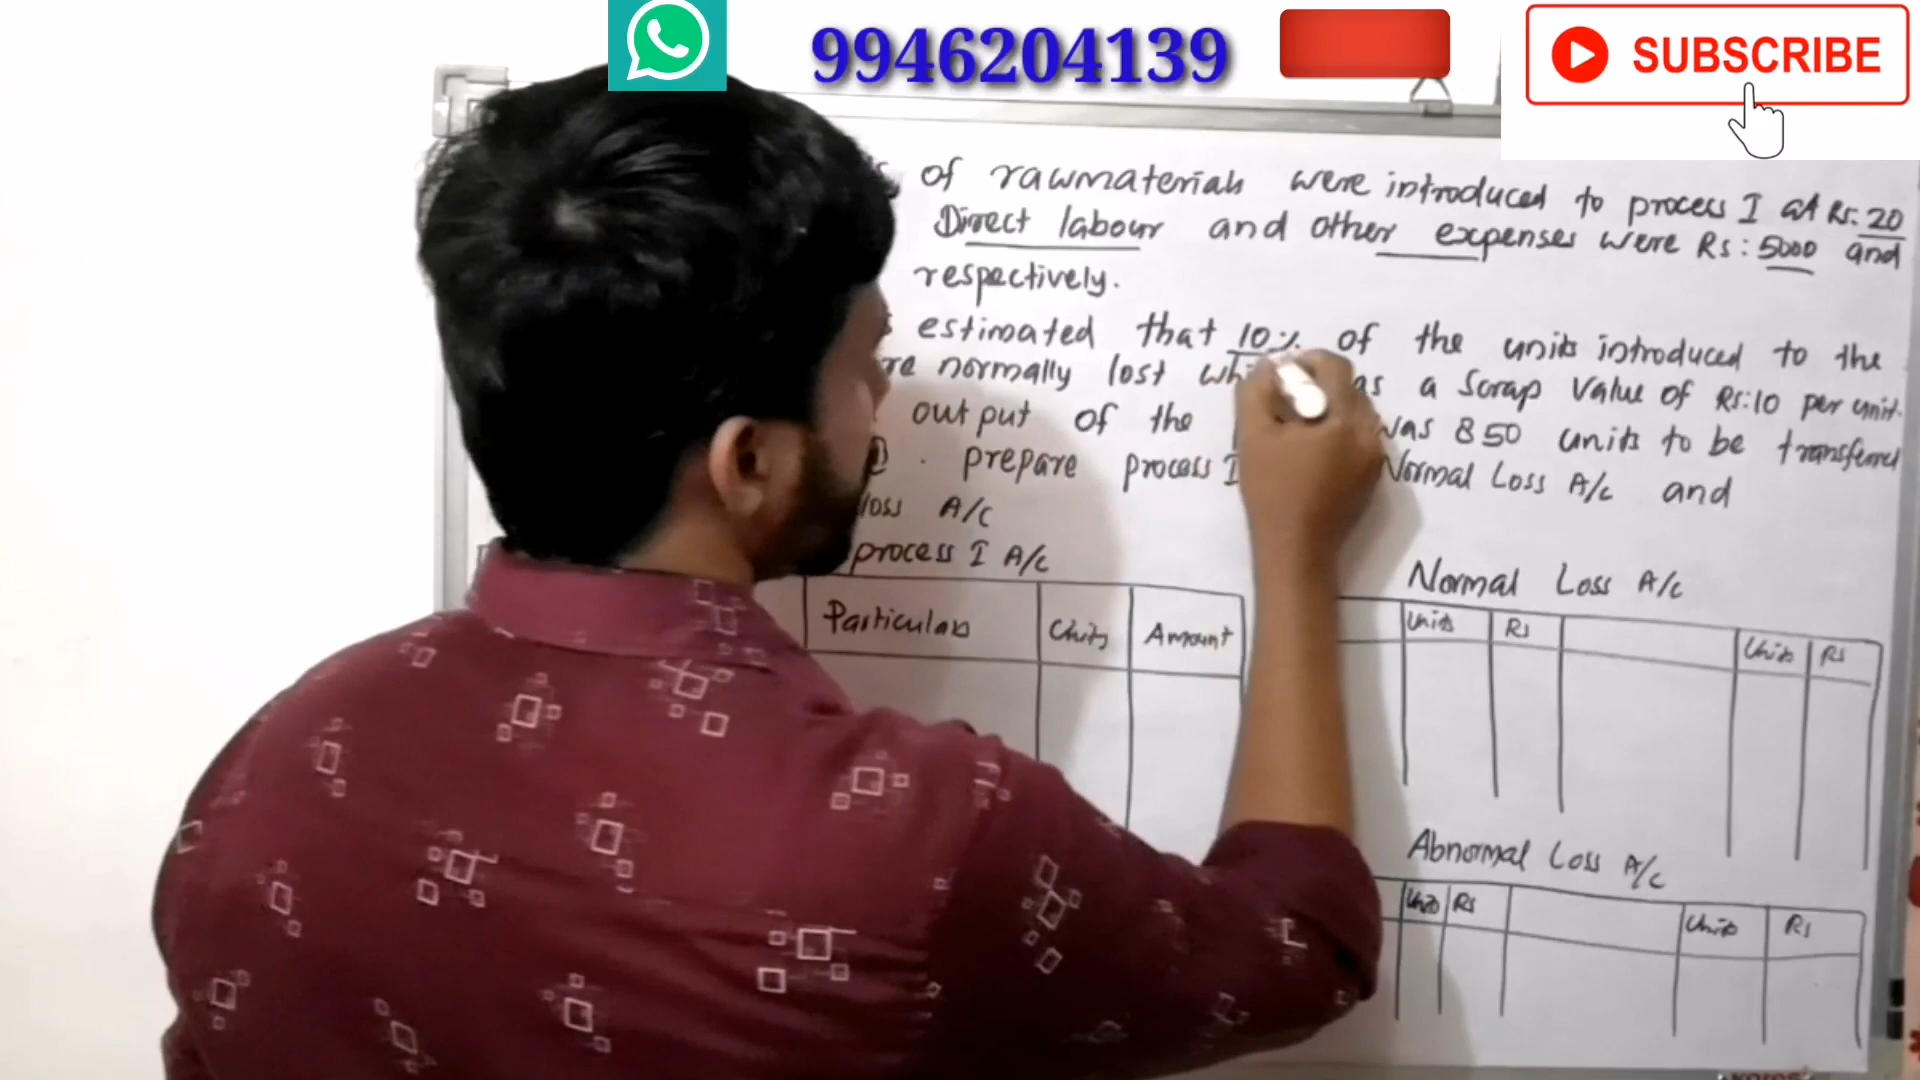 9946204139
SUBSCRIBE
of rawmaterials were introduced to process I at Rs. 20
Direct labour and other expenses were Rs : 5000 and
respectively.
estimated that 10% of the units introduced to the
normally lost a Scrap Value of Rs:10 per unit.
output of the was 850 units to be transferred
prepare process I Normal Loss A/c and
loss A/c
process I A/c
Particulars Units Amount
Normal Loss A/c
Units Rs Units Rs
Abnormal Loss A/c
Units Rs Units Rs